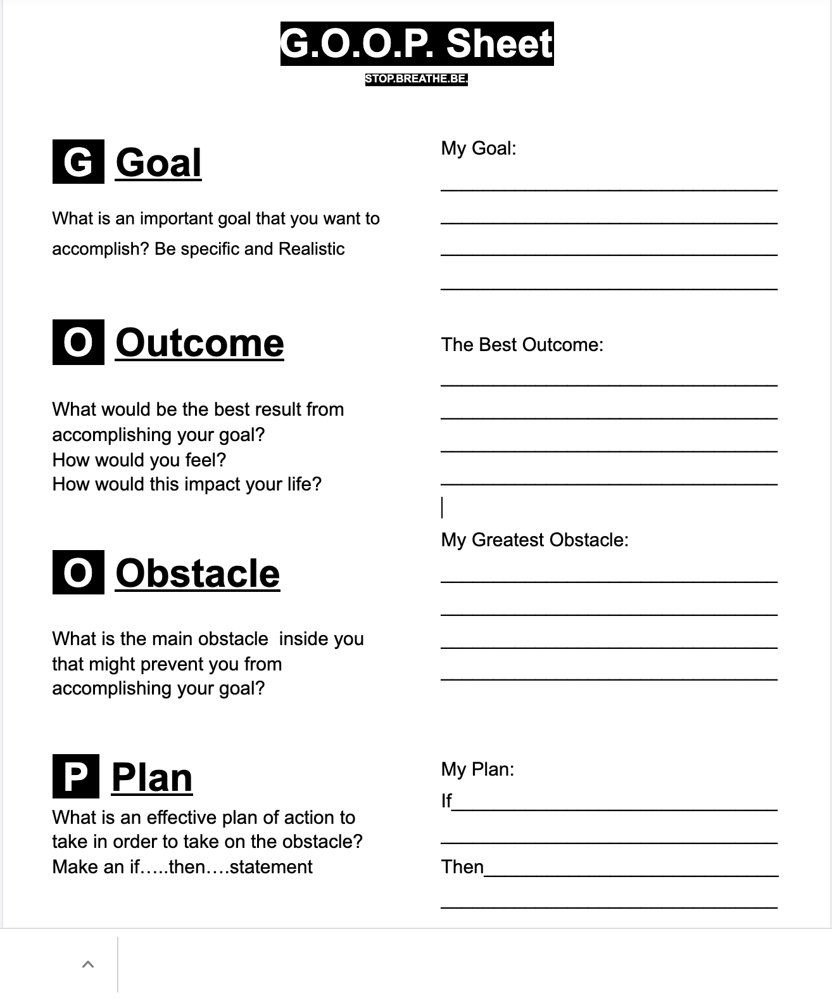 G.O.O.P. Sheet
STOP.BREATHE.BE.
G Goal
What is an important goal that you want to
accomplish? Be specific and Realistic
My Goal:
O Outcome
What would be the best result from
accomplishing your goal?
How would you feel?
How would this impact your life?
The Best Outcome:
O Obstacle
What is the main obstacle  inside you
that might prevent you from
accomplishing your goal?
My Greatest Obstacle:
P Plan
What is an effective plan of action to
take in order to take on the obstacle?
Make an if…..then….statement
My Plan:
If
Then